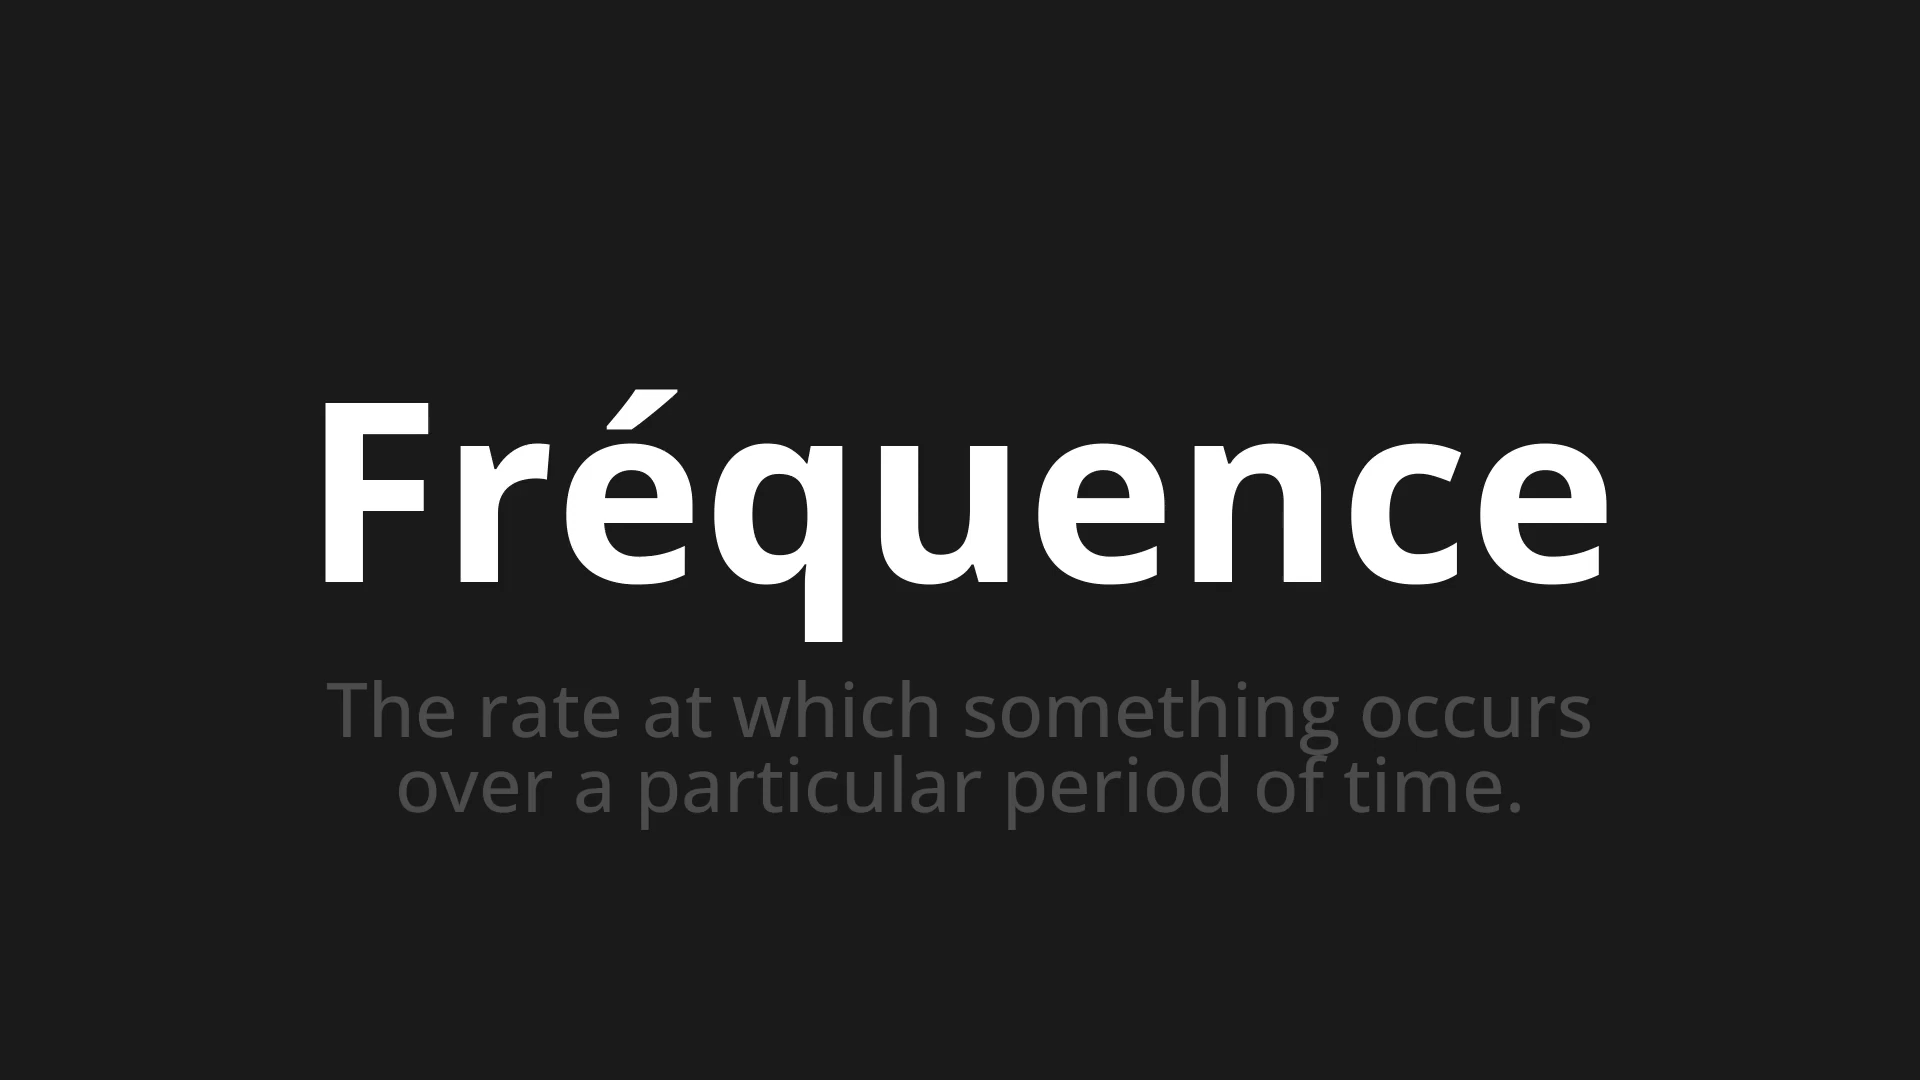 Fréquence
The rate at which something occurs
over a particular period of time.